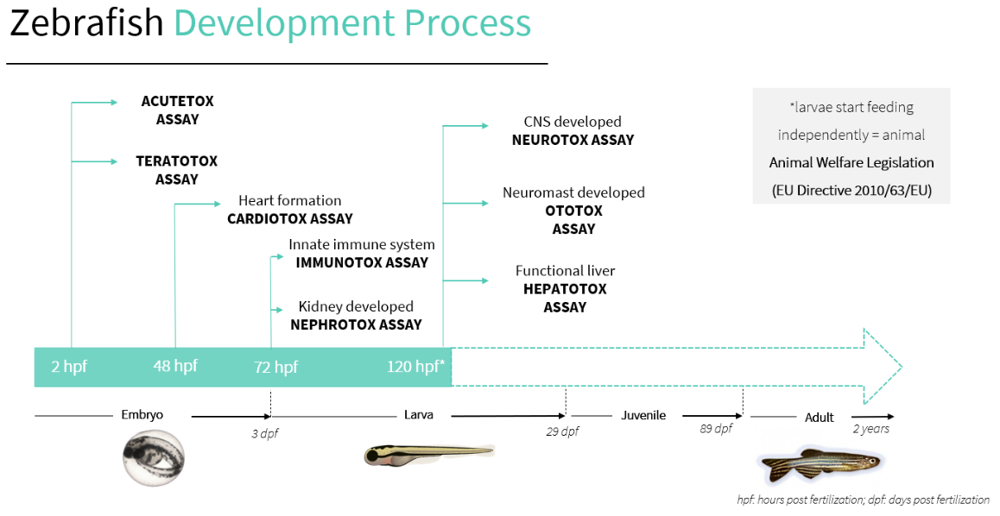 Zebrafish Development Process
ACUTETOX
ASSAY
TERATOTOX
ASSAY
Heart formation
CARDIOTOX ASSAY
Innate immune system
IMMUNOTOX ASSAY
Kidney developed
NEPHROTOX ASSAY
CNS developed
NEUROTOX ASSAY
Neuromast developed
OTOTOX
ASSAY
Functional liver
HEPATOTOX
ASSAY
*larvae start feeding
independently = animal
Animal Welfare Legislation
(EU Directive 2010/63/EU)
2 hpf
48 hpf
72 hpf
120 hpf*
Embryo
3 dpf
Larva
29 dpf
Juvenile
89 dpf
Adult
2 years
hpf: hours post fertilization; dpf: days post fertilization